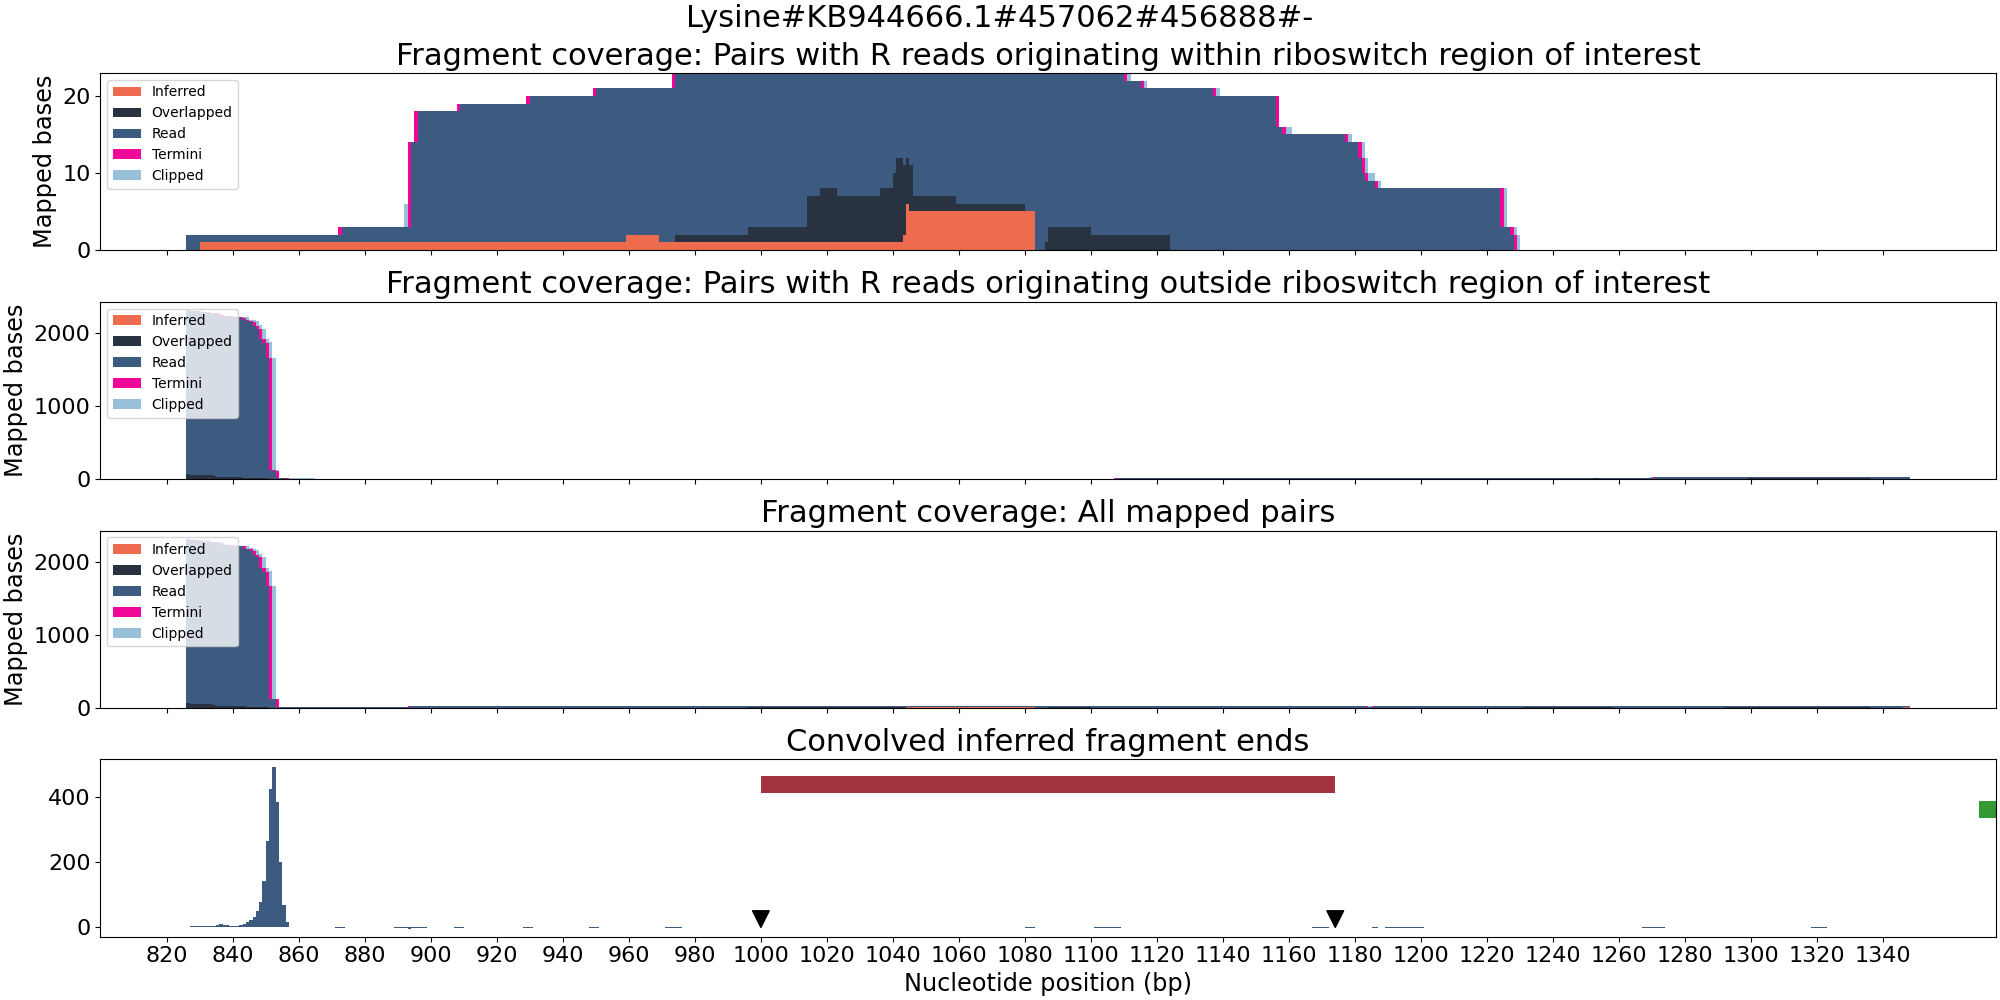 Lysine#KB944666.1#457062#456888#-
Fragment coverage: Pairs with R reads originating within riboswitch region of interest
Mapped bases
20
10
0
Inferred
Overlapped
Read
Termini
Clipped
Fragment coverage: Pairs with R reads originating outside riboswitch region of interest
Mapped bases
2000
1000
0
Inferred
Overlapped
Read
Termini
Clipped
Fragment coverage: All mapped pairs
Mapped bases
2000
1000
0
Inferred
Overlapped
Read
Termini
Clipped
Convolved inferred fragment ends
400
200
0
820 840 860 880 900 920 940 960 980 1000 1020 1040 1060 1080 1100 1120 1140 1160 1180 1200 1220 1240 1260 1280 1300 1320 1340
Nucleotide position (bp)